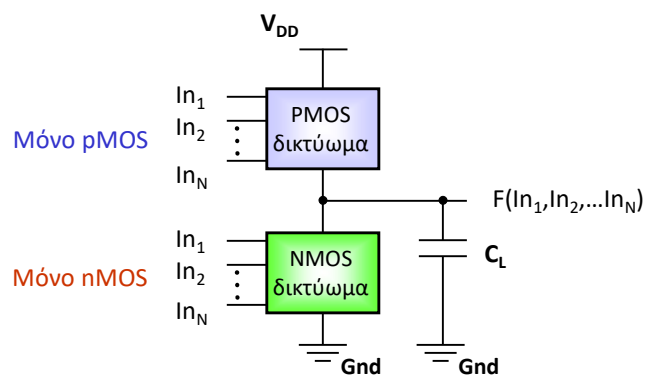 V_DD
In_1
In_2
In_N
PMOS
δικτύωμα
Μόνο pMOS
F(In_1,In_2,...In_N)
In_1
In_2
In_N
NMOS
δικτύωμα
Μόνο nMOS
C_L
Gnd
Gnd